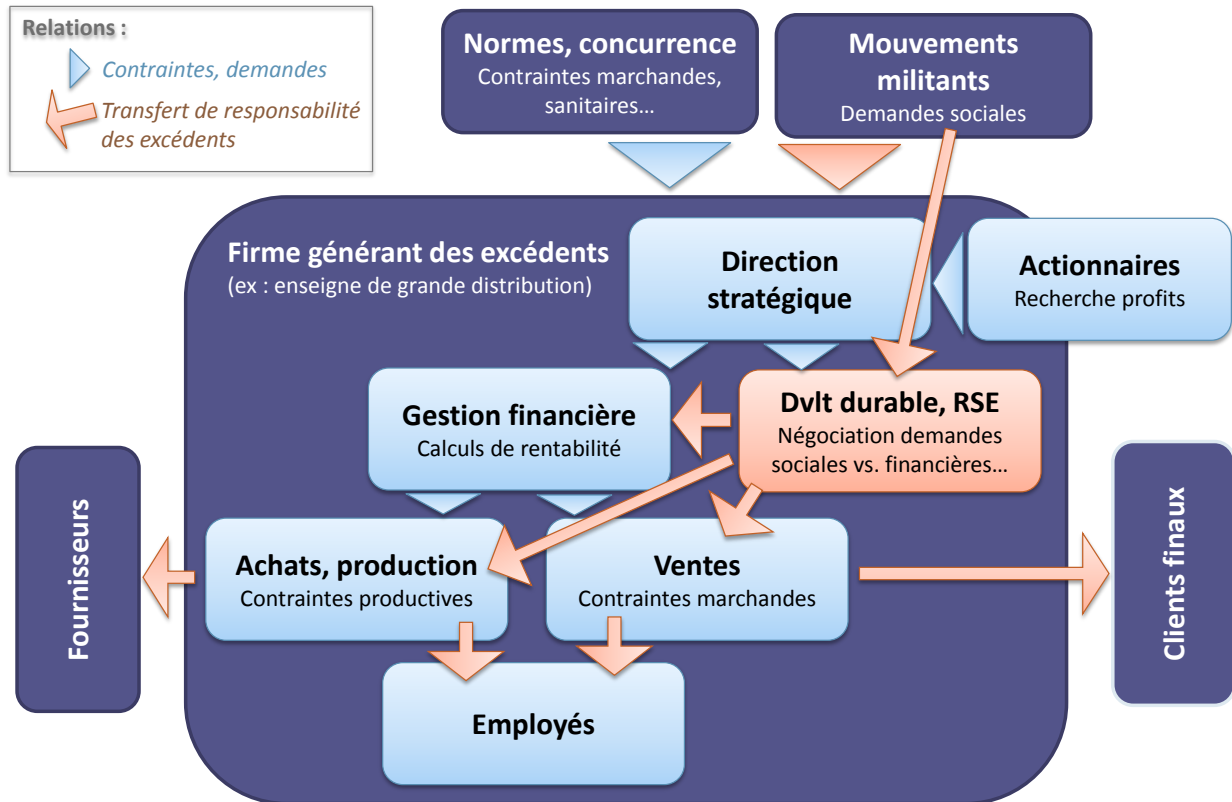 Relations :
Contraintes, demandes
Transfert de responsabilité
des excédents
Normes, concurrence
Contraintes marchandes,
sanitaires…
Mouvements
militants
Demandes sociales
Firme générant des excédents
(ex : enseigne de grande distribution)
Direction
stratégique
Actionnaires
Recherche profits
Gestion financière
Calculs de rentabilité
Dvlt durable, RSE
Négociation demandes
sociales vs. financières…
Fournisseurs
Achats, production
Contraintes productives
Ventes
Contraintes marchandes
Clients finaux
Employés